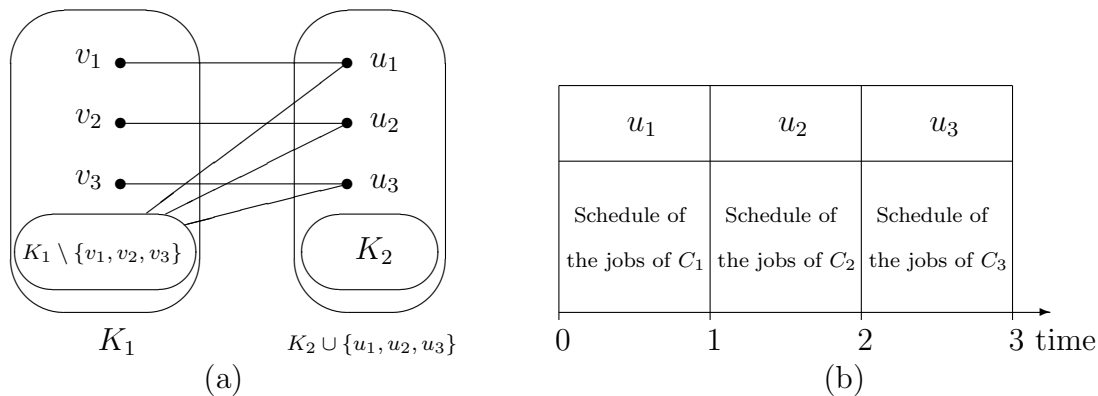 v₁ u₁
v₂ u₂
v₃ u₃
K₁ \ {v₁, v₂, v₃} K₂
K₁ K₂ ∪ {u₁, u₂, u₃}
(a)
u₁ u₂ u₃
Schedule of Schedule of Schedule of
the jobs of C₁ the jobs of C₂ the jobs of C₃
0 1 2 3 time
(b)